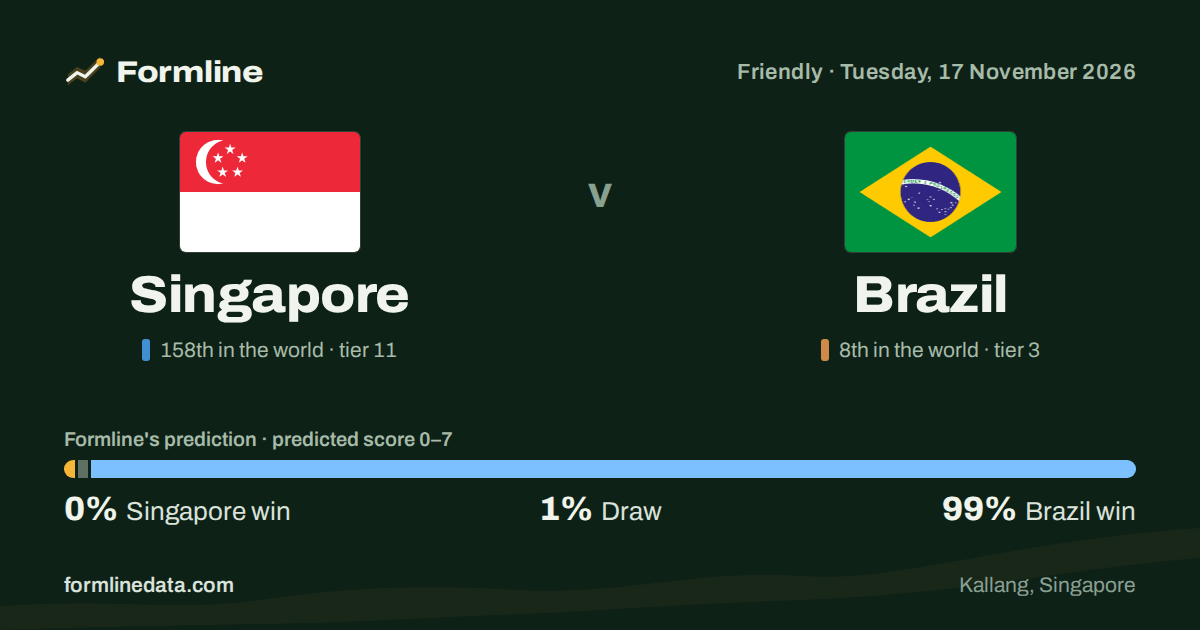 Formline
Friendly · Tuesday, 17 November 2026
v
Singapore
Brazil
158th in the world · tier 11
8th in the world · tier 3
Formline's prediction · predicted score 0–7
0% Singapore win
1% Draw
99% Brazil win
formlinedata.com
Kallang, Singapore